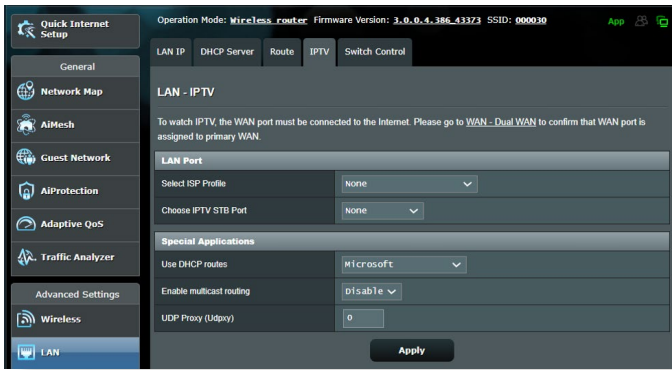 Quick Internet
Setup
General
Network Map
AiMesh
Guest Network
AiProtection
Adaptive QoS
Traffic Analyzer
Advanced Settings
Wireless
LAN
Operation Mode: Wireless router Firmware Version: 3.0.0.4.386_43373 SSID: 000030
App
LAN IP DHCP Server Route IPTV Switch Control
LAN - IPTV
To watch IPTV, the WAN port must be connected to the Internet. Please go to WAN - Dual WAN to confirm that WAN port is
assigned to primary WAN.
LAN Port
Select ISP Profile None
Choose IPTV STB Port None
Special Applications
Use DHCP routes Microsoft
Enable multicast routing Disable
UDP Proxy (Udpxy) 0
Apply